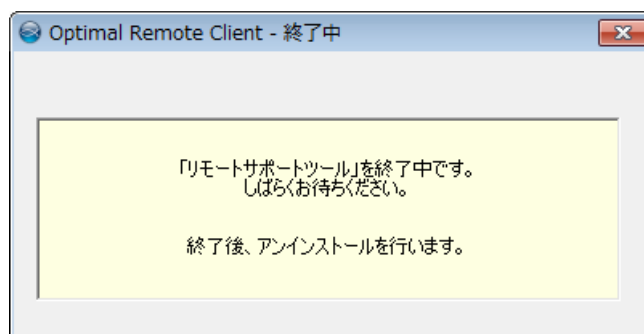 Optimal Remote Client - 終了中
「リモートサポートツール」を終了中です。
しばらくお待ちください。
終了後、アンインストールを行います。